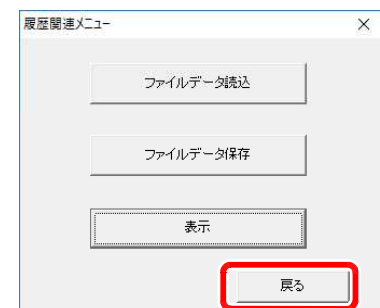 履歴関連メニュー
ファイルデータ読込
ファイルデータ保存
表示
戻る